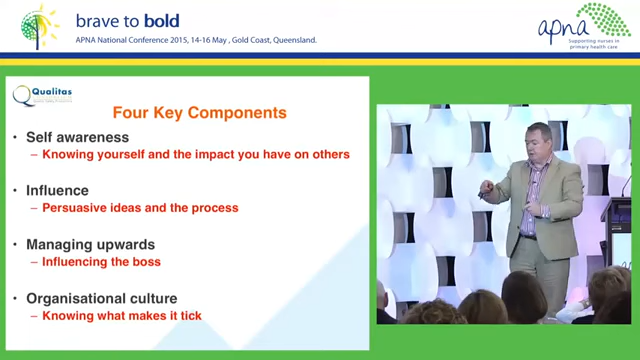 brave to bold
APNA NATIONAL CONFERENCE 2015, 14-16 MAY, GOLD COAST, QUEENSLAND.
apna
Supporting nurses in
primary health care
Qualitas
Four Key Components
• Self awareness
– Knowing yourself and the impact you have on others
• Influence
– Persuasive ideas and the process
• Managing upwards
– Influencing the boss
• Organisational culture
– Knowing what makes it tick